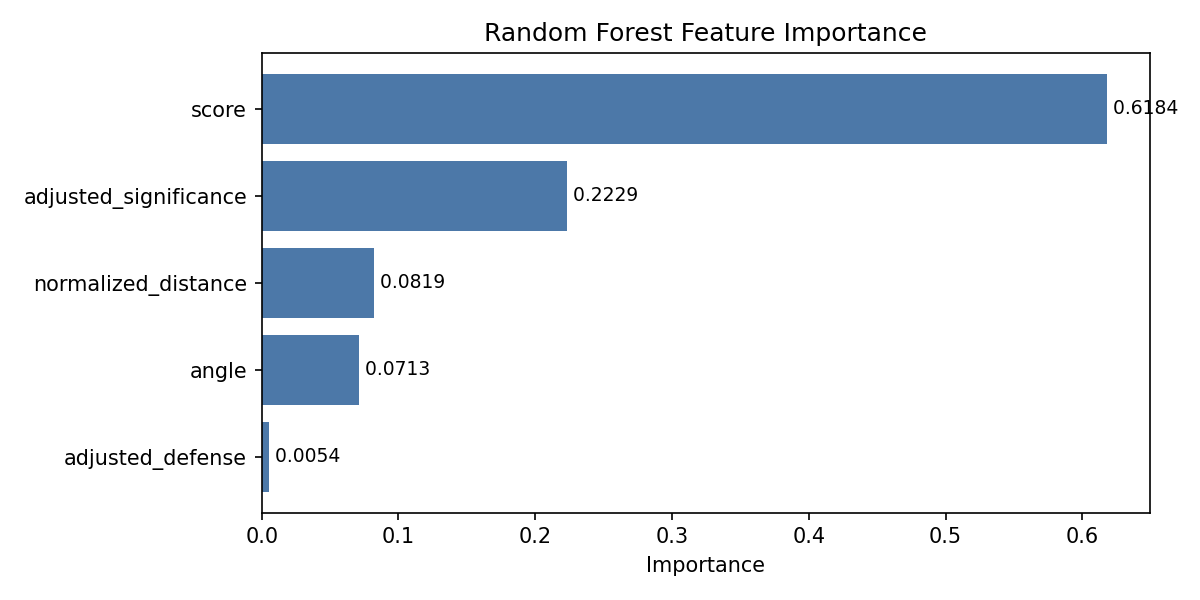 Random Forest Feature Importance
score
0.6184
adjusted_significance
0.2229
normalized_distance
0.0819
angle
0.0713
adjusted_defense
0.0054
0.0 0.1 0.2 0.3 0.4 0.5 0.6
Importance